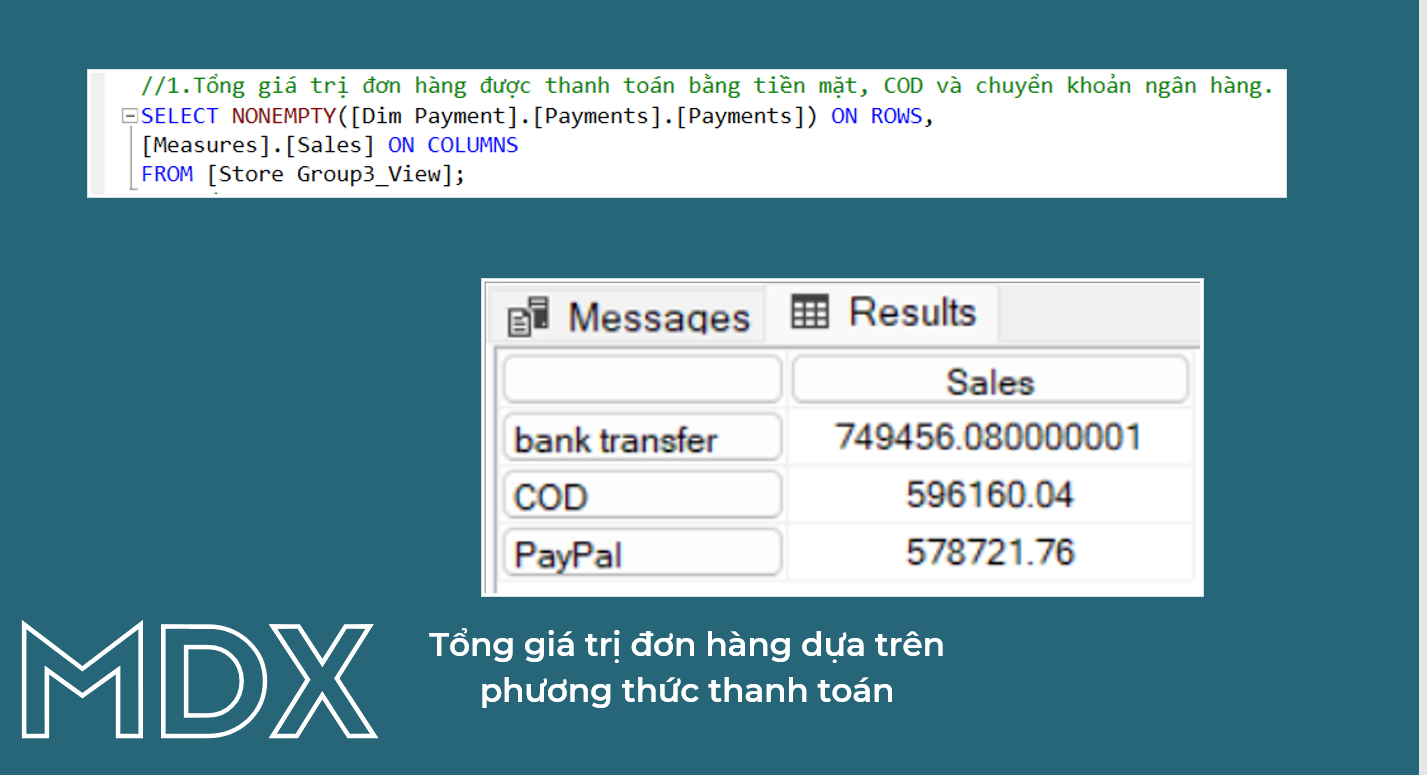 //1.Tổng giá trị đơn hàng được thanh toán bằng tiền mặt, COD và chuyển khoản ngân hàng.
SELECT NONEMPTY([Dim Payment].[Payments].[Payments]) ON ROWS,
[Measures].[Sales] ON COLUMNS
FROM [Store Group3_View];
Messages Results
Sales
bank transfer 749456.080000001
COD 596160.04
PayPal 578721.76
MDX
Tổng giá trị đơn hàng dựa trên
phương thức thanh toán